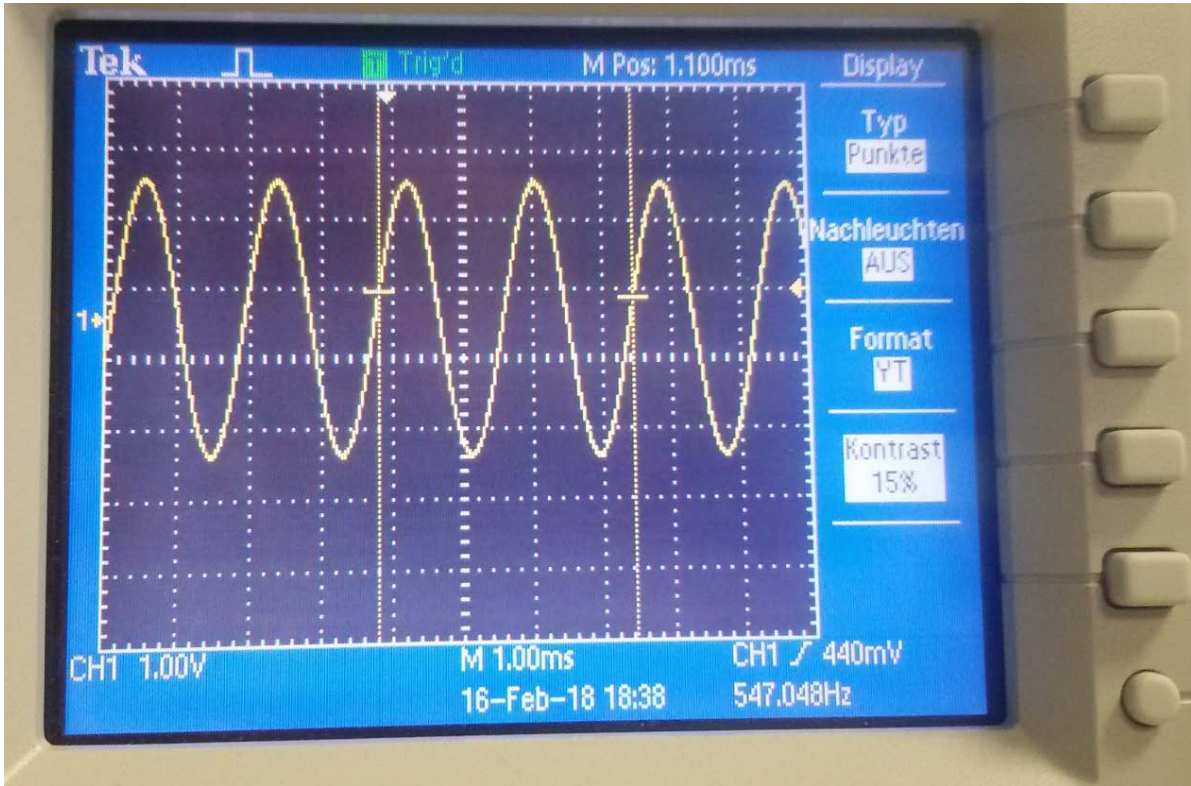 Tek Trig'd M Pos: 1.100ms Display
Typ
Punkte
Nachleuchten
AUS
1
Format
YT
Kontrast
15%
CH1 1.00V M 1.00ms CH1 440mV
16-Feb-18 18:38 547.048Hz